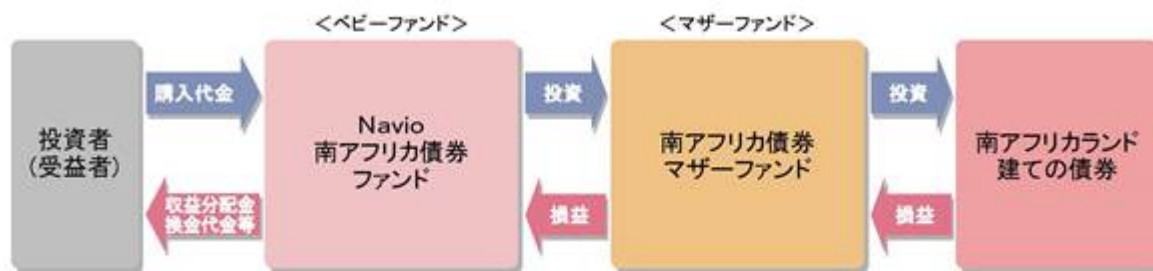 ＜ベビーファンド＞
＜マザーファンド＞
投資者
(受益者)
購入代金
収益分配金
換金代金等
Navio
南アフリカ債券
ファンド
投資
損益
南アフリカ債券
マザーファンド
投資
損益
南アフリカランド
建ての債券